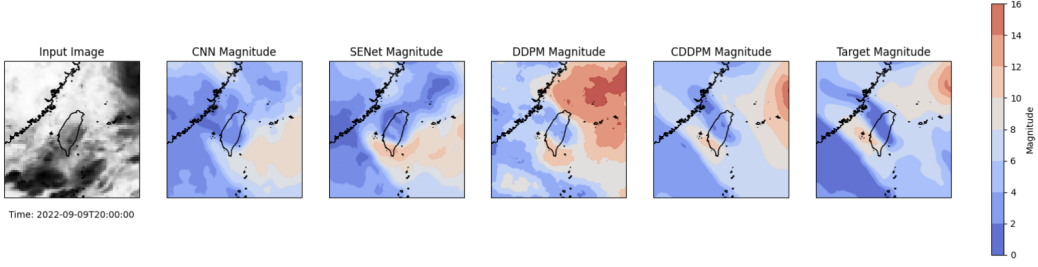 Input Image
CNN Magnitude
SENet Magnitude
DDPM Magnitude
CDDPM Magnitude
Target Magnitude
Time: 2022-09-09T20:00:00
16
14
12
10
8
6
4
2
0
Magnitude